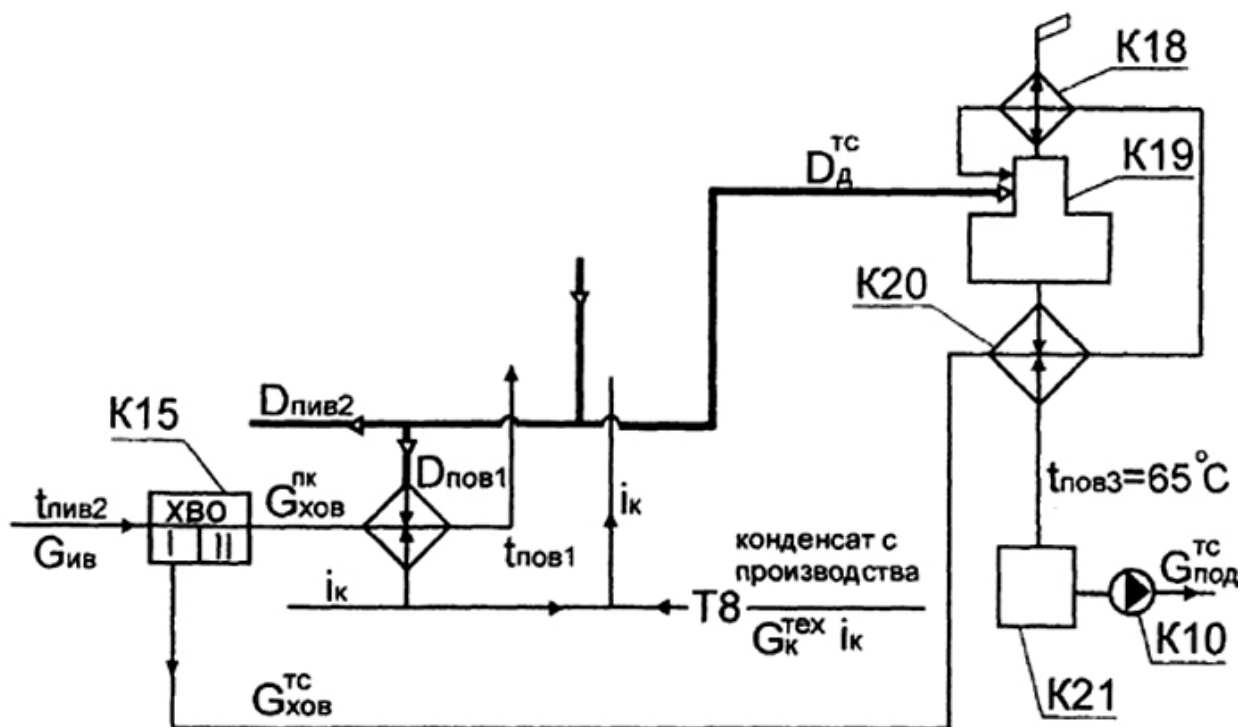 К18
К19
D_д^тс
К20
D_пив2
К15
D_пов1
t_пив2
ХВО
G_хов^пк
I II
G_ив
t_пов1
i_к
i_к
конденсат с
производства
T8
G_к^тех i_к
t_пов3=65°С
G_под^тс
К10
К21
G_хов^тс